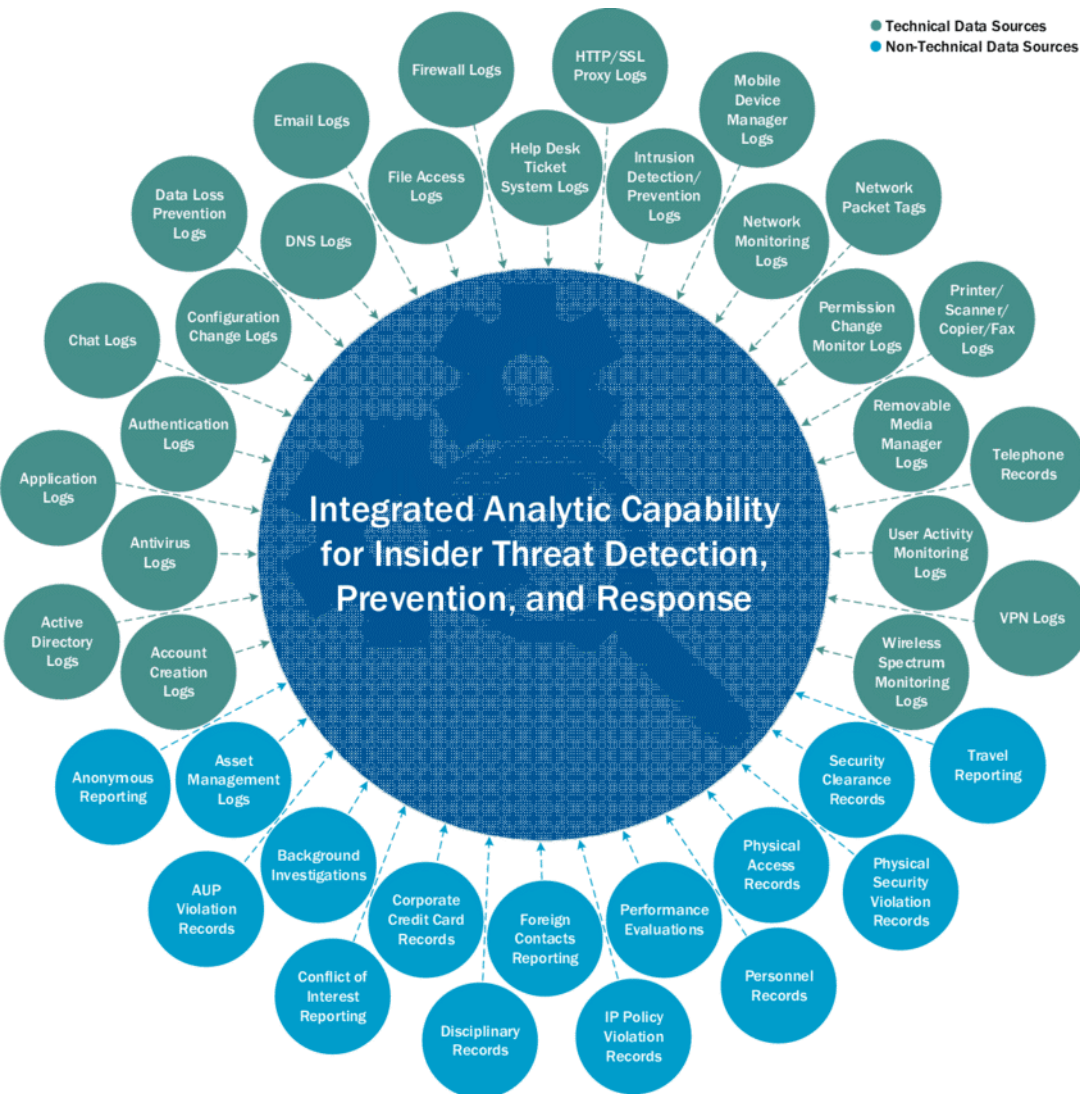 Technical Data Sources
Non-Technical Data Sources
Firewall Logs
HTTP/SSL
Proxy Logs
Mobile
Device
Manager
Logs
Email Logs
File Access
Logs
Help Desk
Ticket
System Logs
Intrusion
Detection/
Prevention
Logs
Network
Packet Tags
Data Loss
Prevention
Logs
DNS Logs
Network
Monitoring
Logs
Configuration
Change Logs
Permission
Change
Monitor Logs
Printer/
Scanner/
Copier/Fax
Logs
Chat Logs
Authentication
Logs
Removable
Media
Manager
Logs
Telephone
Records
Application
Logs
Antivirus
Logs
Integrated Analytic Capability
for Insider Threat Detection,
Prevention, and Response
User Activity
Monitoring
Logs
VPN Logs
Active
Directory
Logs
Account
Creation
Logs
Wireless
Spectrum
Monitoring
Logs
Anonymous
Reporting
Asset
Management
Logs
Security
Clearance
Records
Travel
Reporting
AUP
Violation
Records
Background
Investigations
Physical
Access
Records
Physical
Security
Violation
Records
Corporate
Credit Card
Records
Foreign
Contacts
Reporting
Performance
Evaluations
Conflict of
Interest
Reporting
Disciplinary
Records
IP Policy
Violation
Records
Personnel
Records